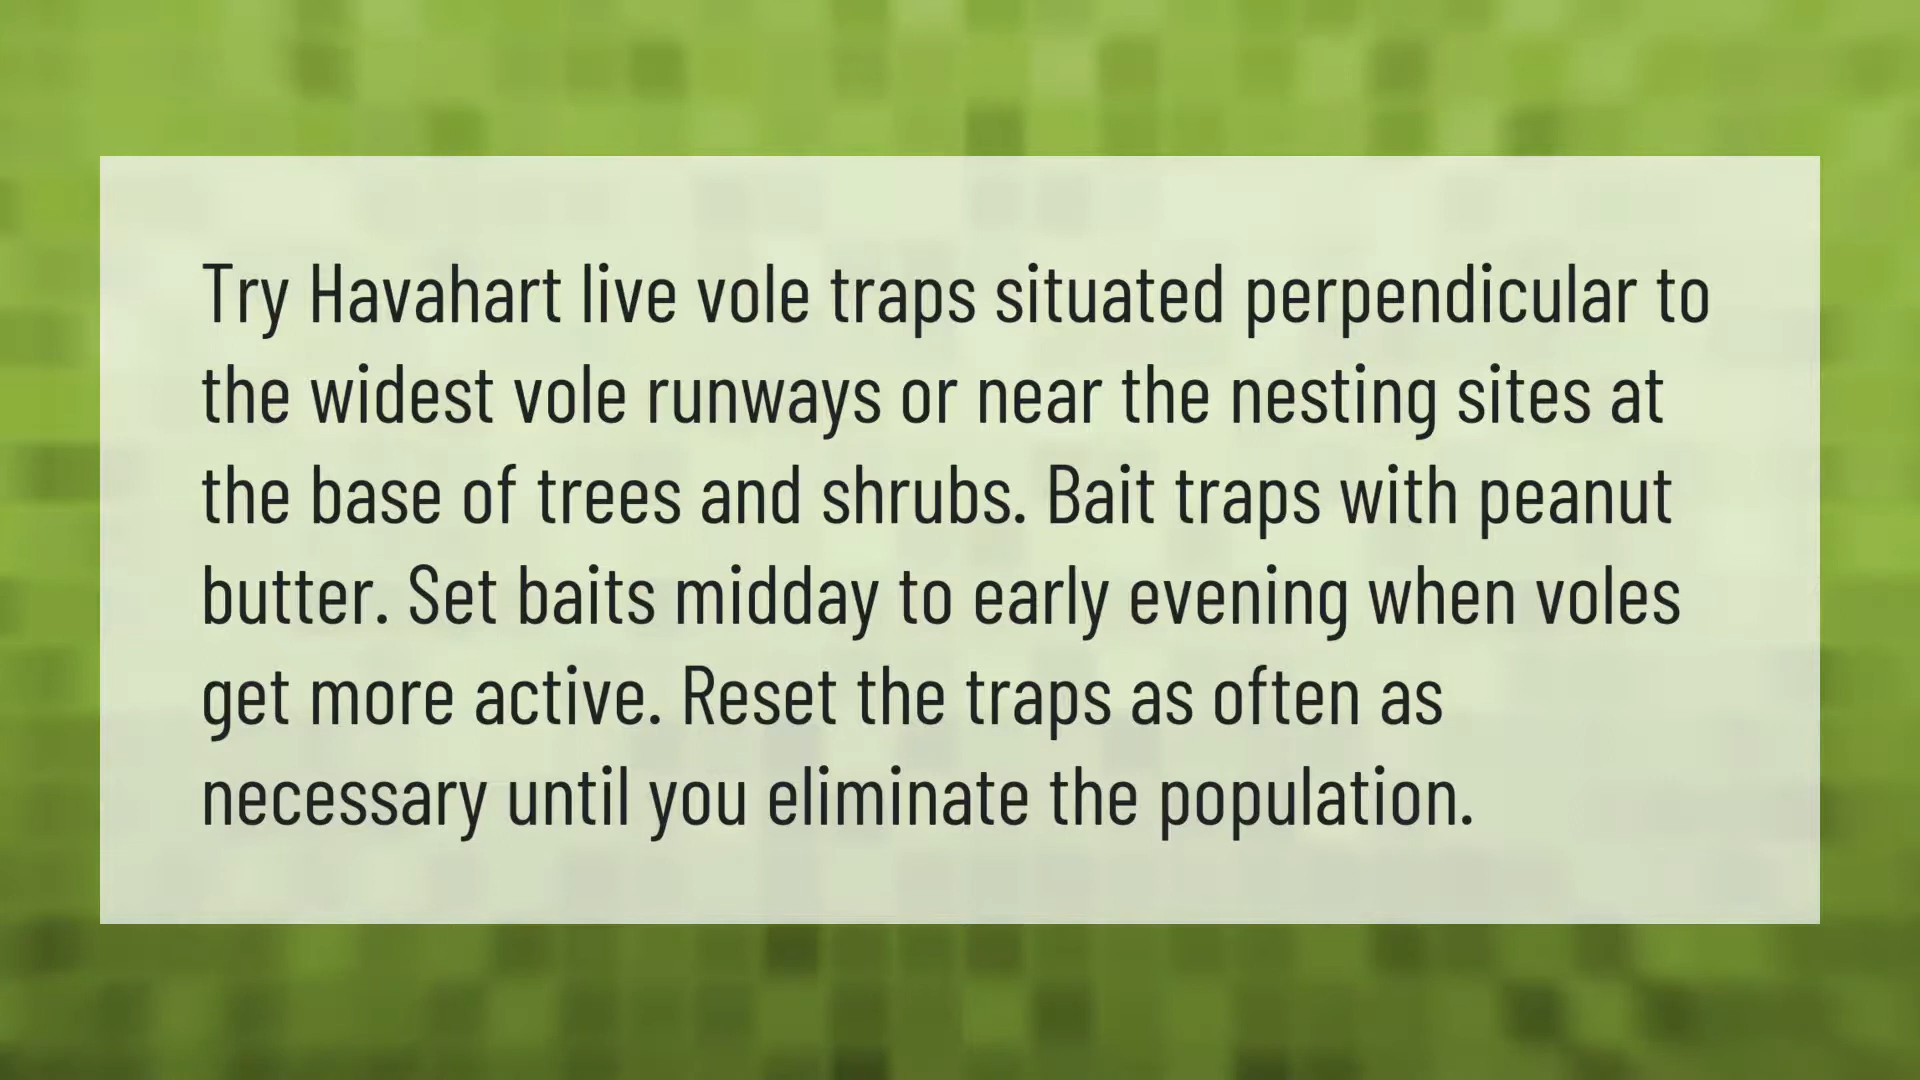 Try Havahart live vole traps situated perpendicular to
the widest vole runways or near the nesting sites at
the base of trees and shrubs. Bait traps with peanut
butter. Set baits midday to early evening when voles
get more active. Reset the traps as often as
necessary until you eliminate the population.